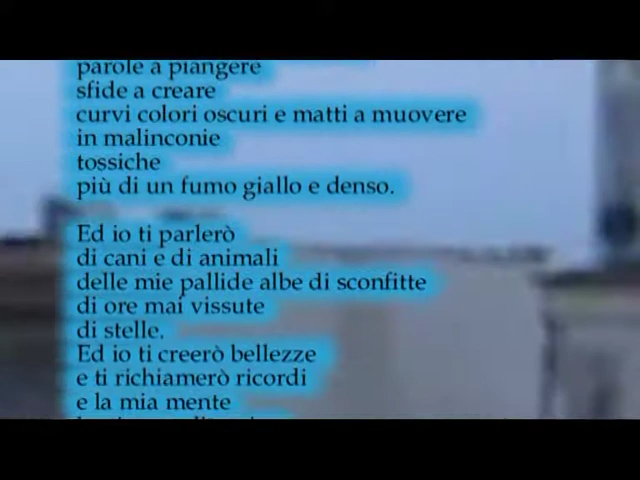 parole a piangere
sfide a creare
curvi colori oscuri e matti a muovere
in malinconie
tossiche
più di un fumo giallo e denso.
Ed io ti parlerò
di cani e di animali
delle mie pallide albe di sconfitte
di ore mai vissute
di stelle.
Ed io ti creerò bellezze
e ti richiamerò ricordi
e la mia mente